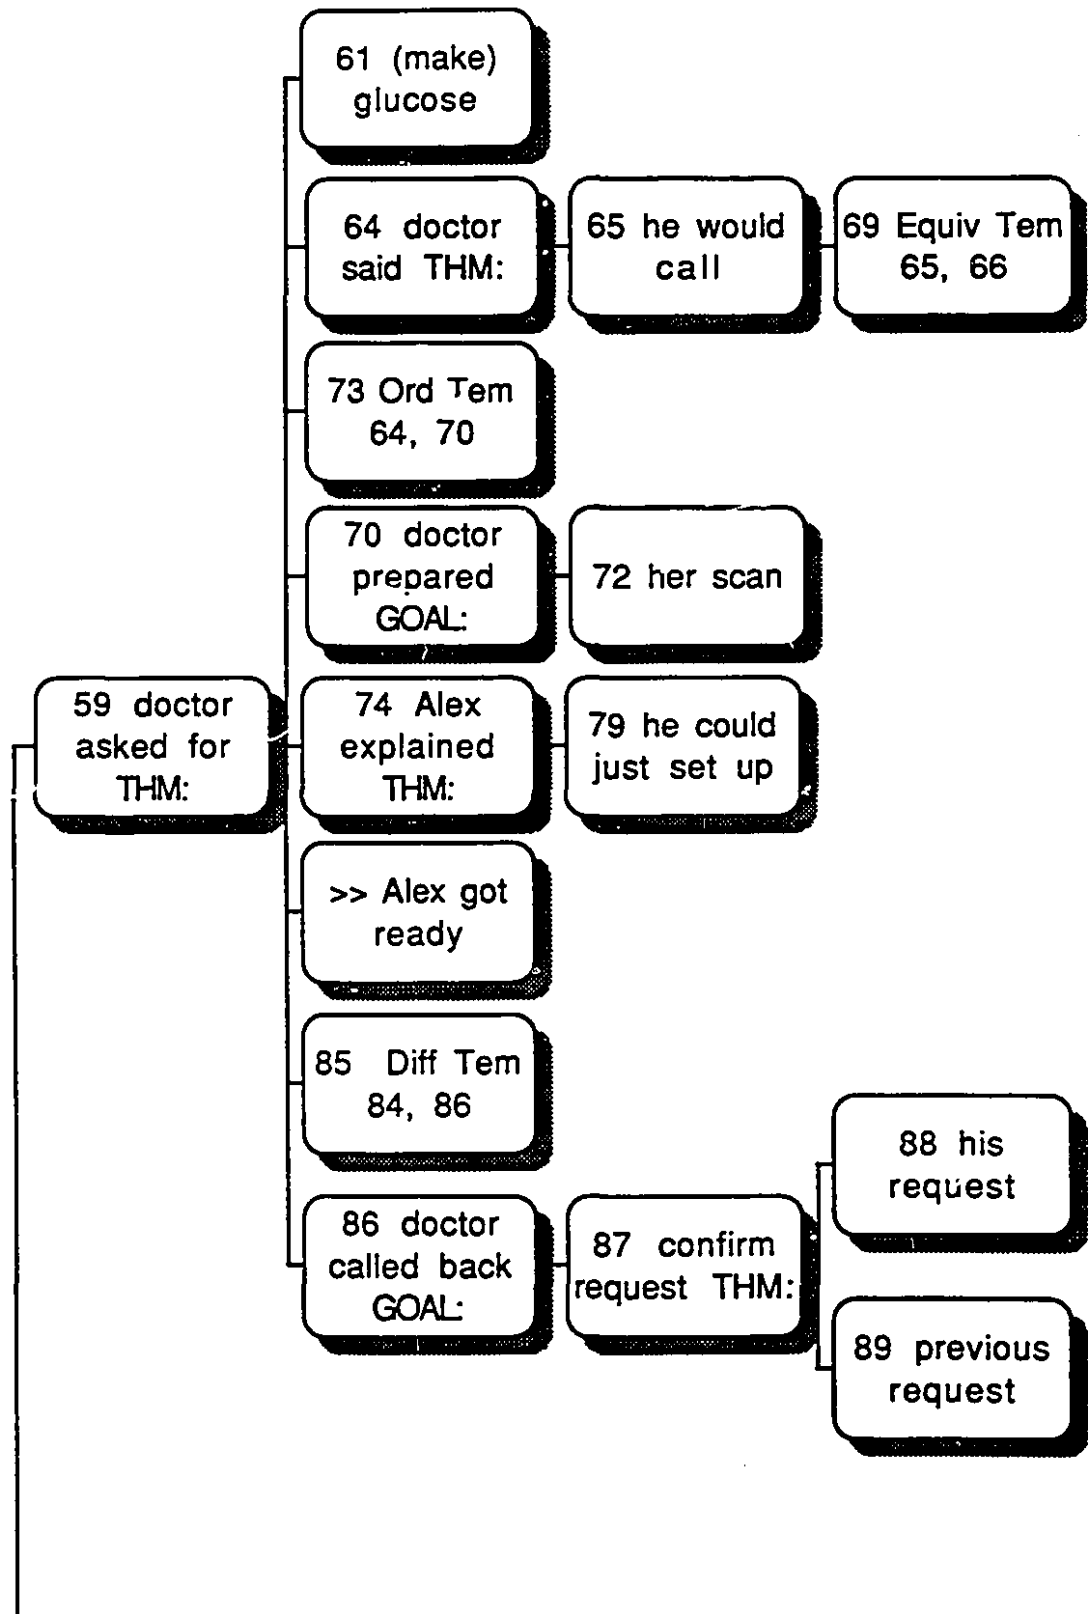 61 (make)
glucose
64 doctor
said THM:
65 he would
call
69 Equiv Tem
65, 66
73 Ord Tem
64, 70
70 doctor
prepared
GOAL:
72 her scan
59 doctor
asked for
THM:
74 Alex
explained
THM:
79 he could
just set up
>> Alex got
ready
85 Diff Tem
84, 86
86 doctor
called back
GOAL:
87 confirm
request THM:
88 his
request
89 previous
request